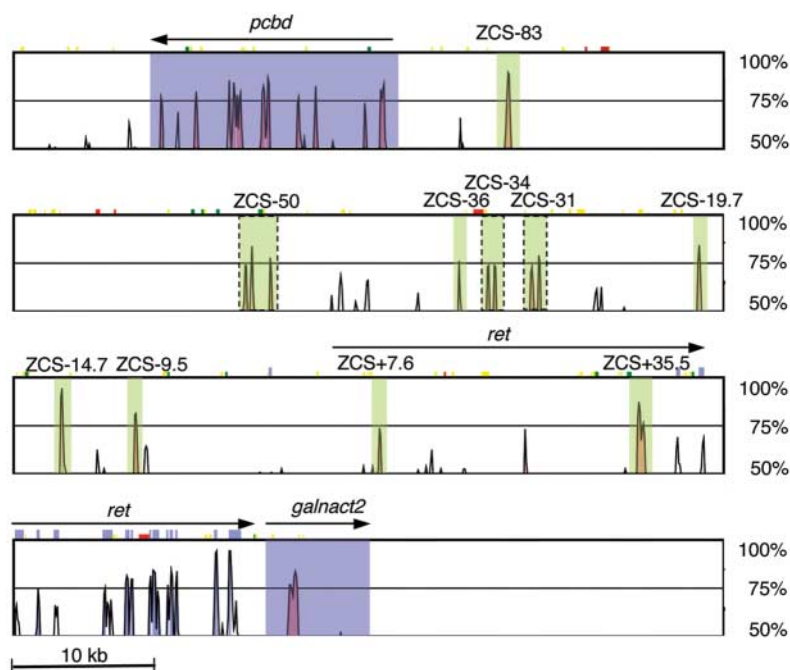 pcbd
ZCS-83
100%
75%
50%
ZCS-34
ZCS-50 ZCS-36 ZCS-31 ZCS-19.7
100%
75%
50%
ret
ZCS-14.7 ZCS-9.5 ZCS+7.6 ZCS+35.5
100%
75%
50%
ret galnact2
100%
75%
50%
10 kb